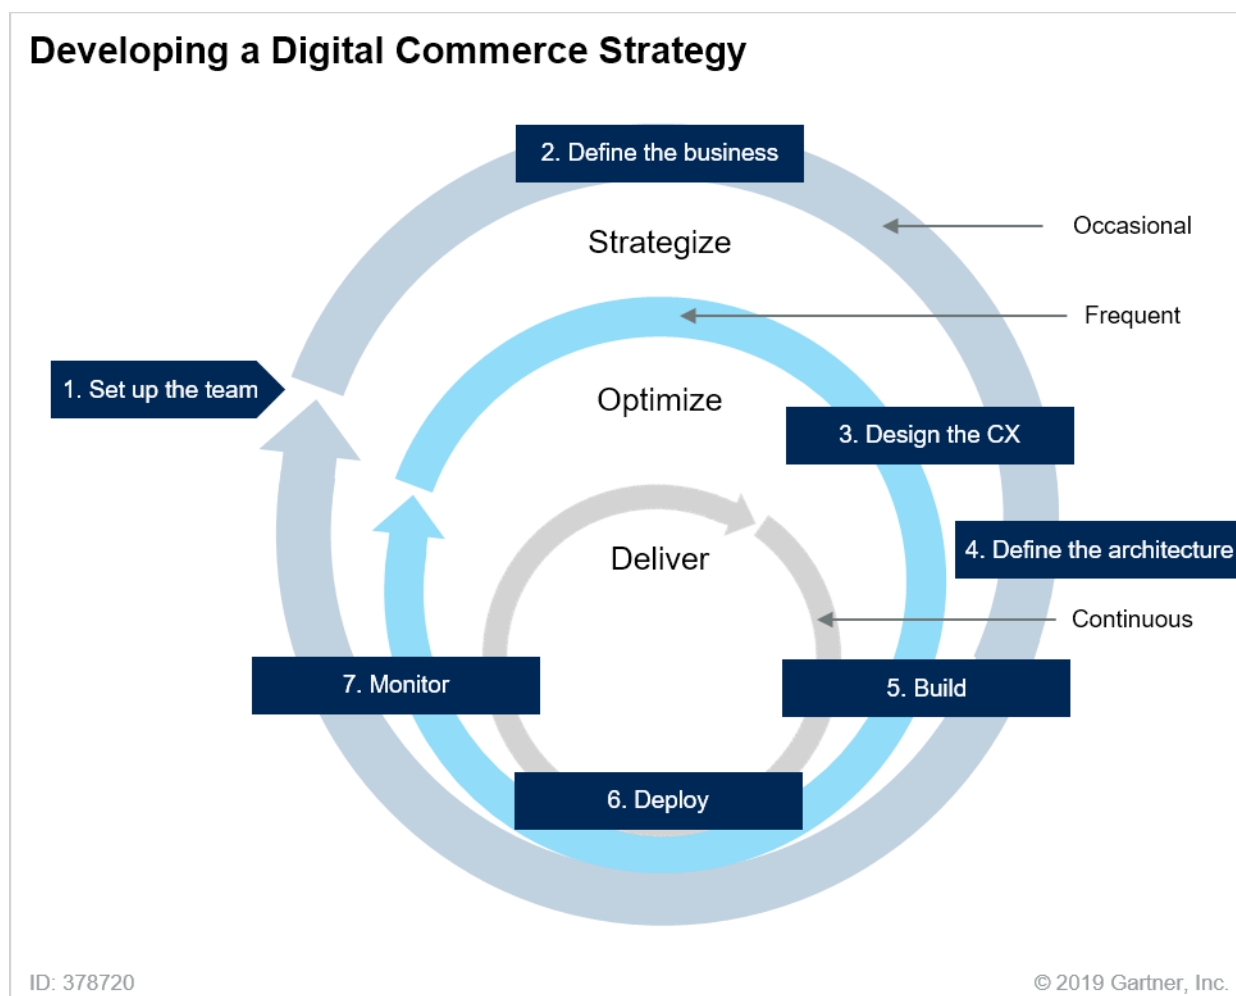 Developing a Digital Commerce Strategy
2. Define the business
Occasional
Strategize
Frequent
1. Set up the team
Optimize
3. Design the CX
4. Define the architecture
Deliver
Continuous
7. Monitor
5. Build
6. Deploy
ID: 378720
© 2019 Gartner, Inc.